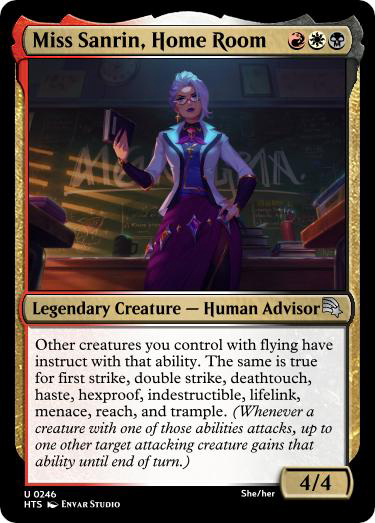 Miss Sanrin, Home Room
Legendary Creature — Human Advisor
Other creatures you control with flying have
instruct with that ability. The same is true
for first strike, double strike, deathtouch,
haste, hexproof, indestructible, lifelink,
menace, reach, and trample. (Whenever a
creature with one of those abilities attacks, up
to one other target attacking creature gains that
ability until end of turn.)
4/4
U 0246
She/her
HTS ENVAR STUDIO